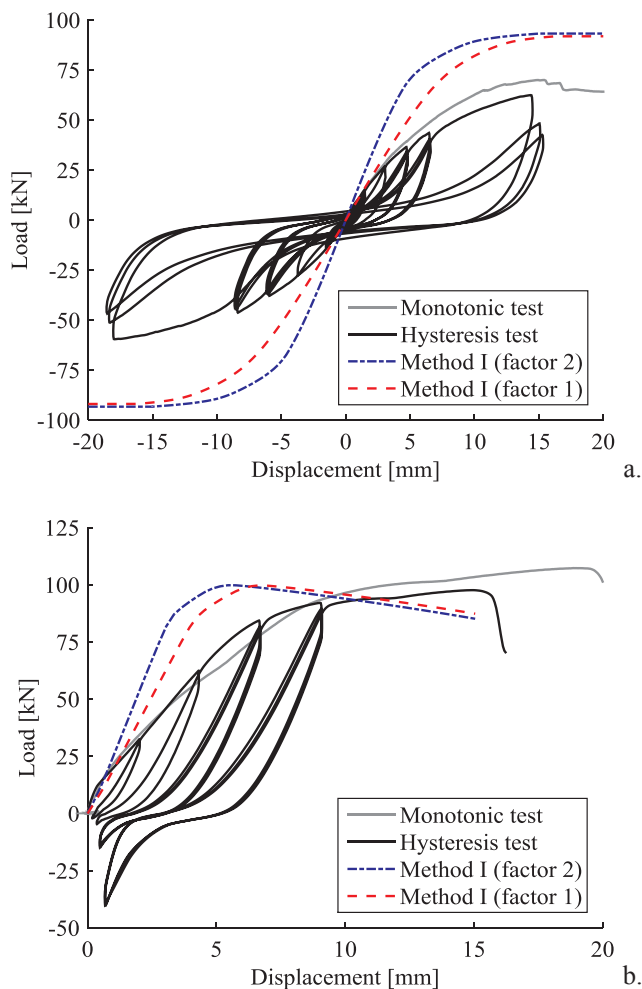 100
75
50
25
0
-25
-50
-75
-100
Load [kN]
Monotonic test
Hysteresis test
Method I (factor 2)
Method I (factor 1)
-20 -15 -10 -5 0 5 10 15 20
Displacement [mm]
a.
125
100
75
50
25
0
-25
-50
Load [kN]
Monotonic test
Hysteresis test
Method I (factor 2)
Method I (factor 1)
0 5 10 15 20
Displacement [mm]
b.